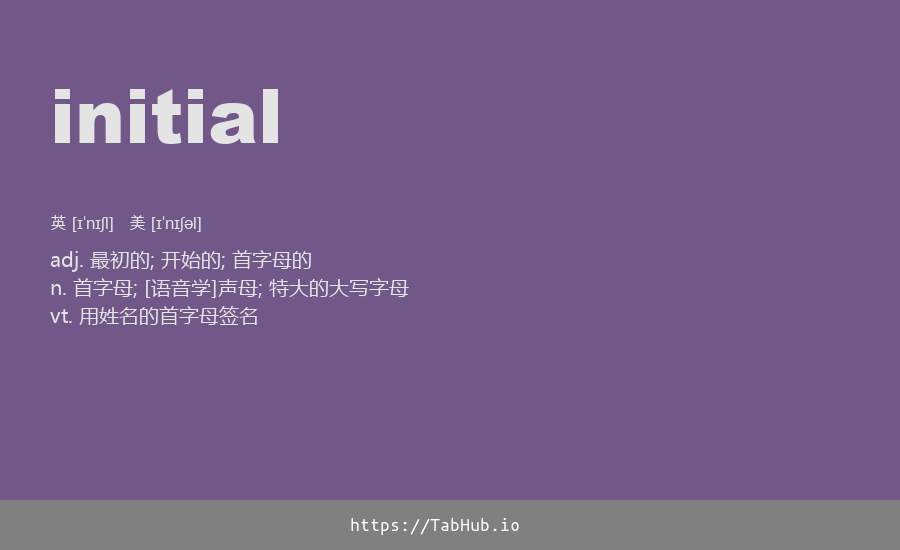 initial
英 [ɪˈnɪʃl] 美 [ɪˈnɪʃəl]
adj. 最初的; 开始的; 首字母的
n. 首字母; [语音学]声母; 特大的大写字母
vt. 用姓名的首字母签名
https://TabHub.io